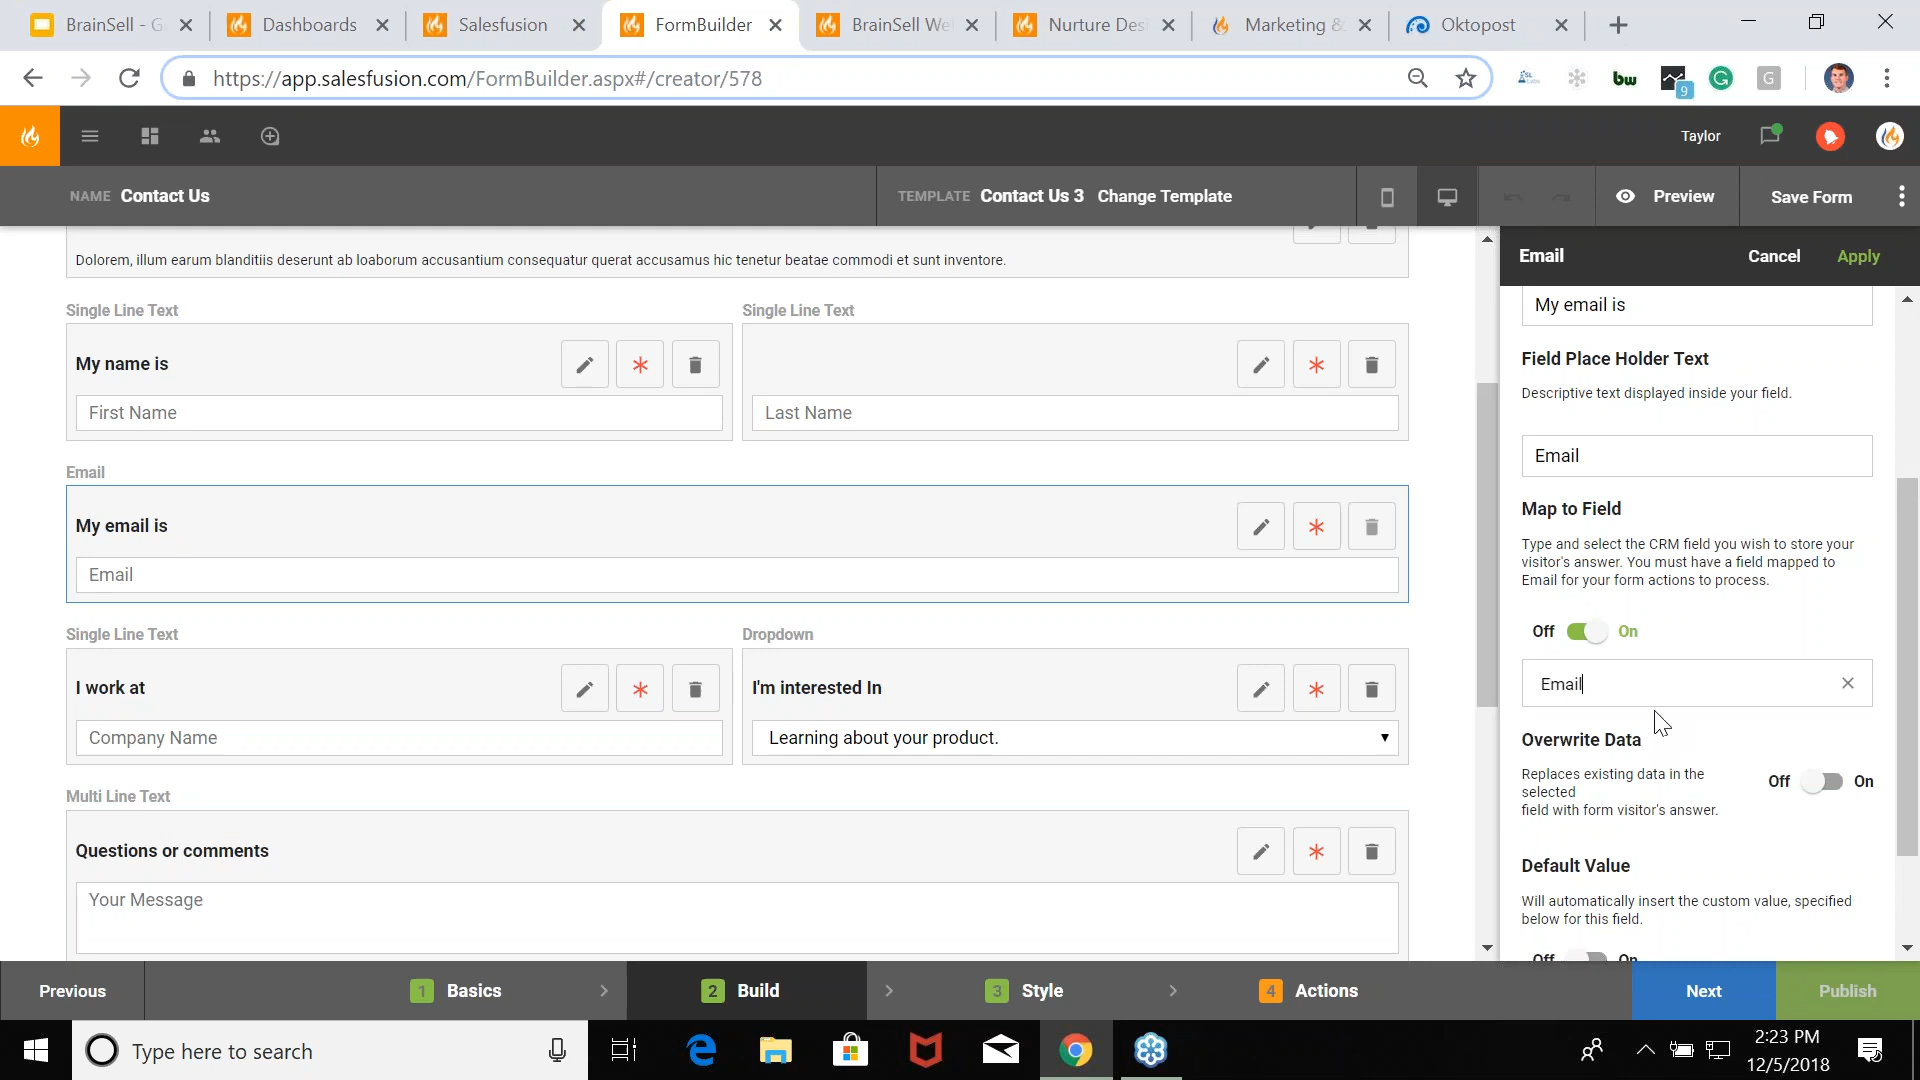 BrainSell - G
Dashboards
Salesfusion
FormBuilder
BrainSell We
Nurture Des
Marketing &
Oktopost
https://app.salesfusion.com/FormBuilder.aspx#/creator/578
bw
9
G
G
Taylor
NAME Contact Us
TEMPLATE Contact Us 3 Change Template
Preview
Save Form
Dolorem, illum earum blanditiis deserunt ab loaborum accusantium consequatur querat accusamus hic tenetur beatae commodi et sunt inventore.
Single Line Text
My name is
First Name
Single Line Text
Last Name
Email
My email is
Email
Single Line Text
I work at
Company Name
Dropdown
I'm interested In
Learning about your product.
Multi Line Text
Questions or comments
Your Message
Email
Cancel
Apply
My email is
Field Place Holder Text
Descriptive text displayed inside your field.
Email
Map to Field
Type and select the CRM field you wish to store your
visitor's answer. You must have a field mapped to
Email for your form actions to process.
Off On
Email
Overwrite Data
Replaces existing data in the
selected
field with form visitor's answer.
Off On
Default Value
Will automatically insert the custom value, specified
below for this field.
Off On
Previous
1 Basics
2 Build
3 Style
4 Actions
Next
Publish
Type here to search
2:23 PM
12/5/2018